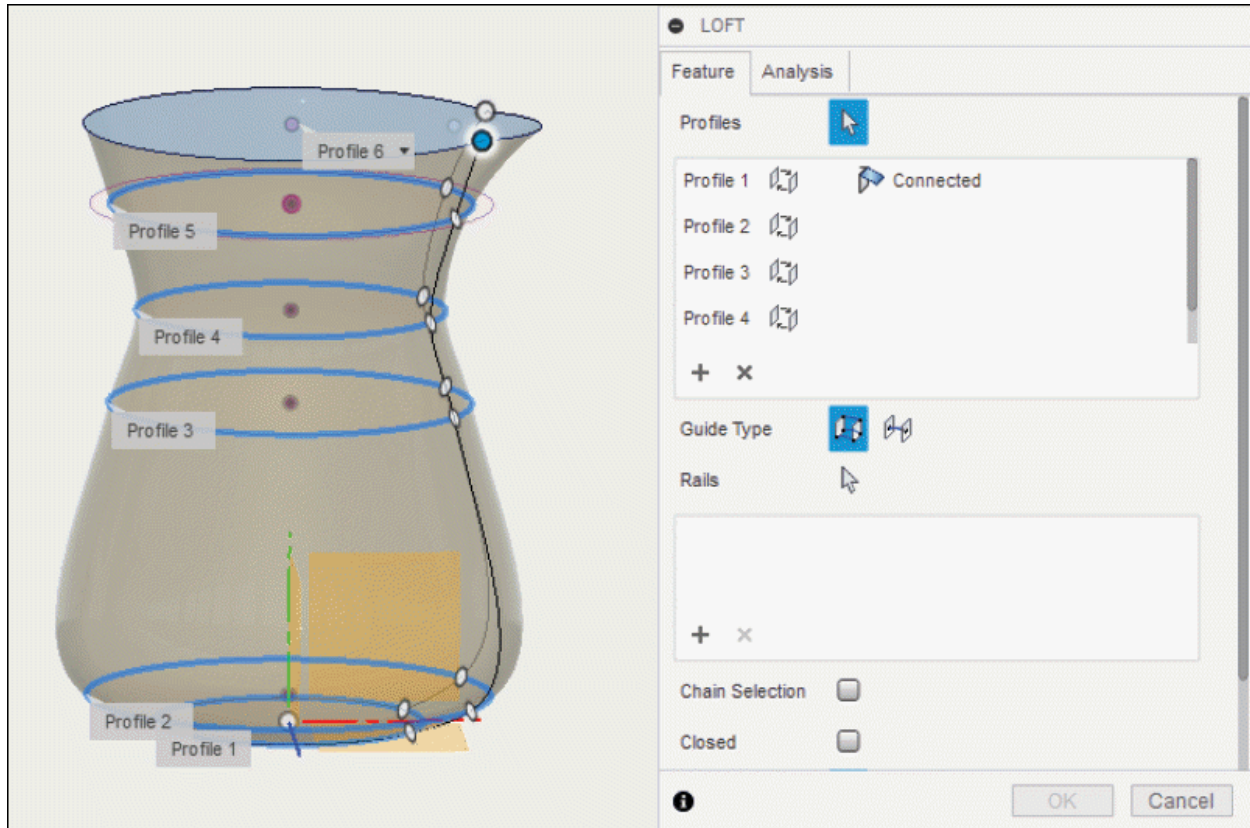 LOFT
Feature Analysis
Profiles
Profile 1 Connected
Profile 2
Profile 3
Profile 4
Guide Type
Rails
Chain Selection
Closed
OK Cancel
Profile 6
Profile 5
Profile 4
Profile 3
Profile 2
Profile 1